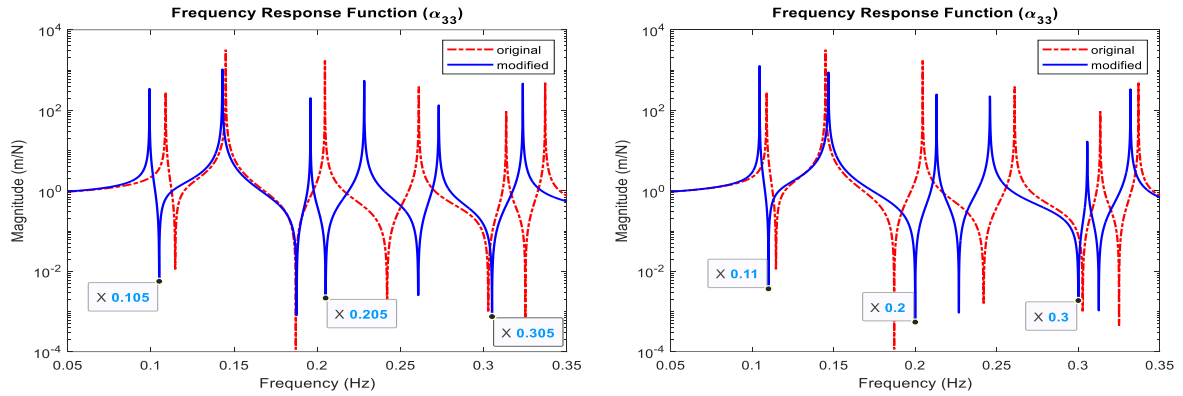 Frequency Response Function (α33)
Magnitude (m/N)
10^4
10^2
10^0
10^-2
10^-4
original
modified
X 0.105
X 0.205
X 0.305
0.05 0.1 0.15 0.2 0.25 0.3 0.35
Frequency (Hz)
Frequency Response Function (α33)
Magnitude (m/N)
10^4
10^2
10^0
10^-2
10^-4
original
modified
X 0.11
X 0.2
X 0.3
0.05 0.1 0.15 0.2 0.25 0.3 0.35
Frequency (Hz)